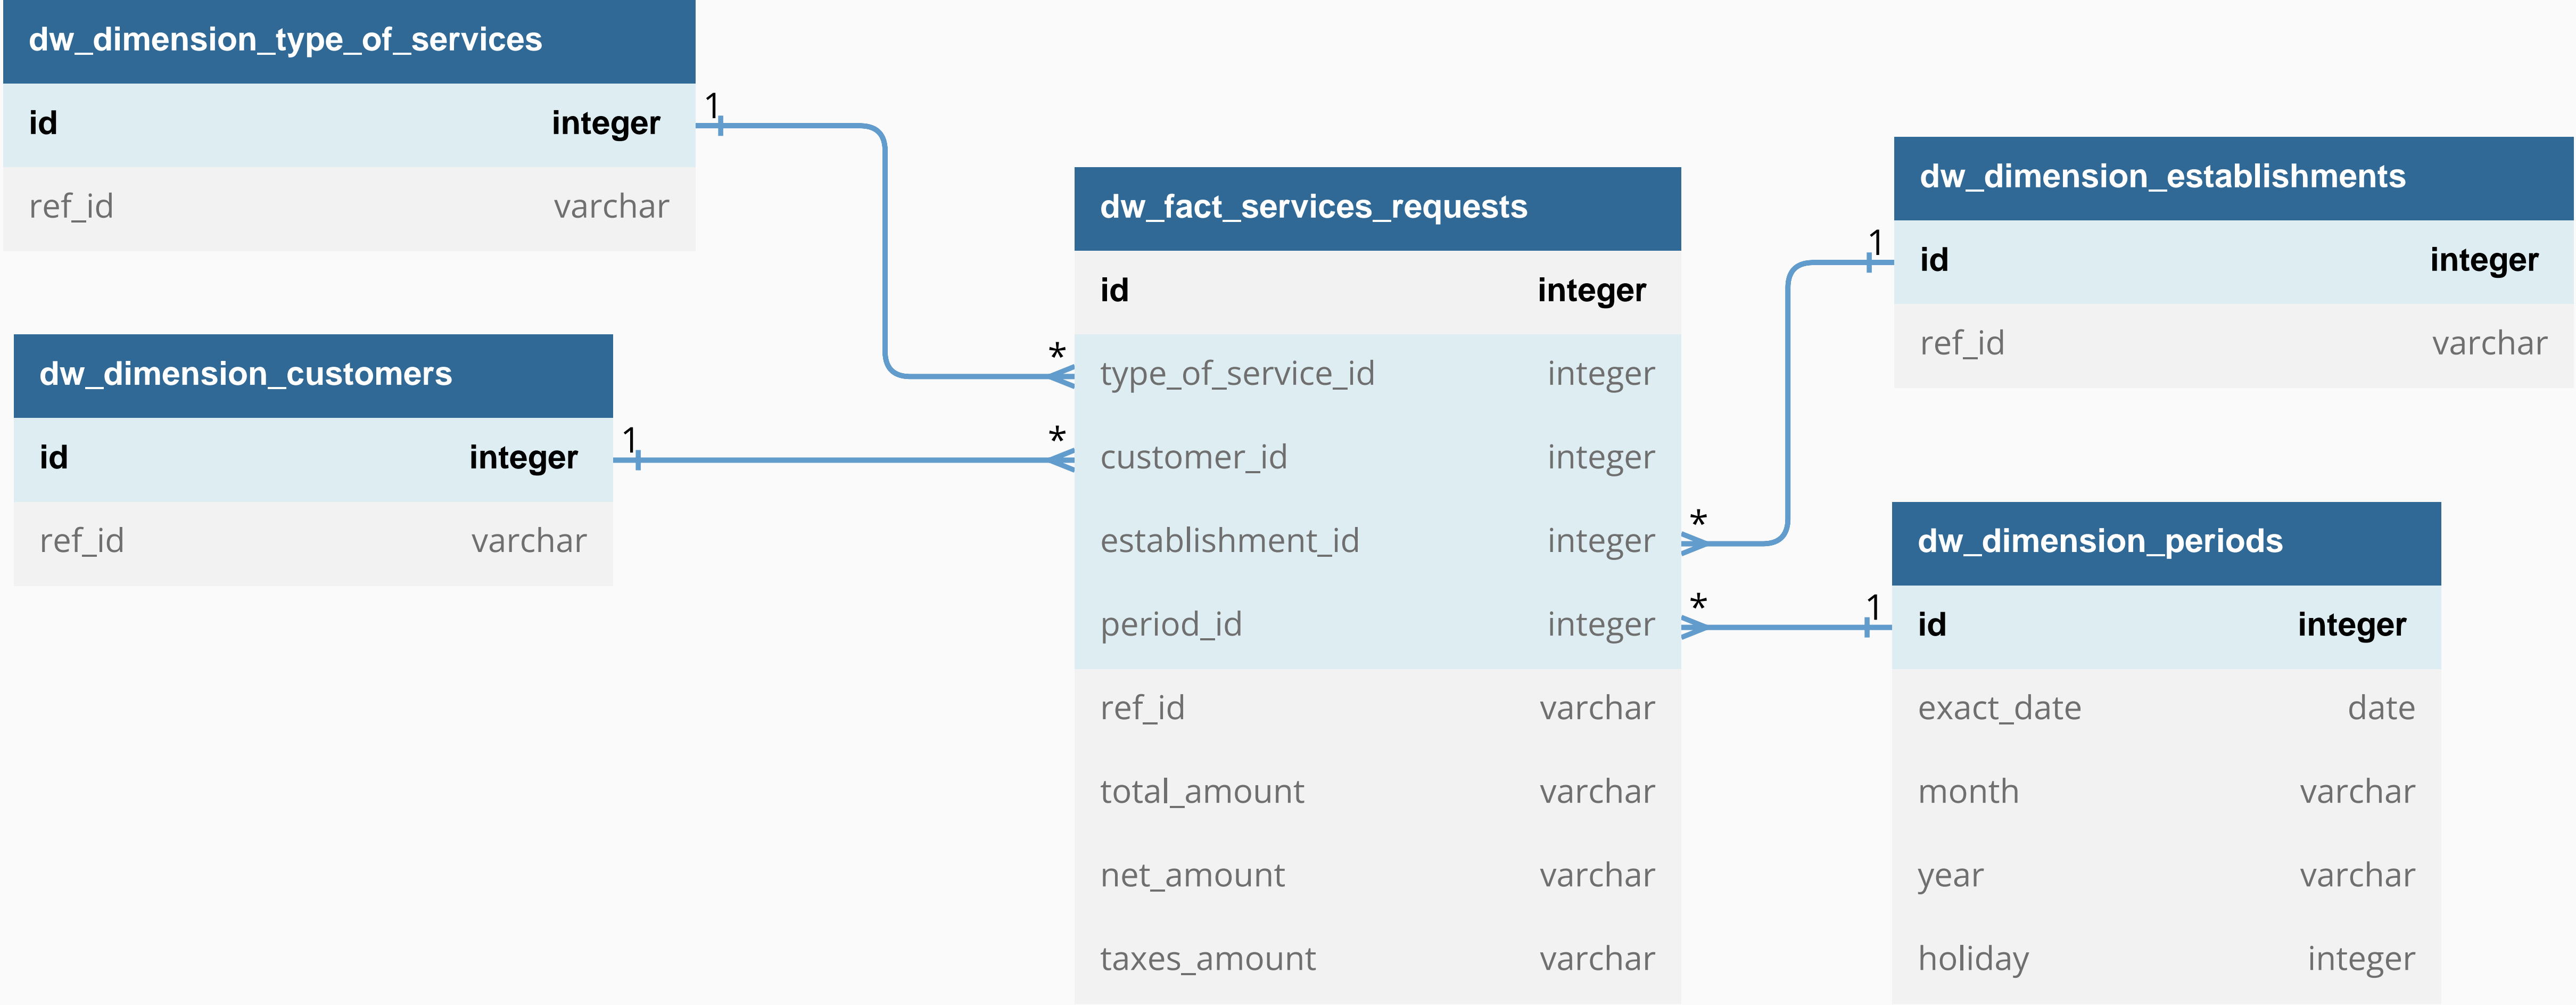 dw_dimension_type_of_services
id integer
ref_id varchar
1
*
dw_dimension_customers
id integer
ref_id varchar
1
*
dw_fact_services_requests
id integer
type_of_service_id integer
customer_id integer
establishment_id integer
period_id integer
ref_id varchar
total_amount varchar
net_amount varchar
taxes_amount varchar
*
1
dw_dimension_establishments
id integer
ref_id varchar
*
1
dw_dimension_periods
id integer
exact_date date
month varchar
year varchar
holiday integer